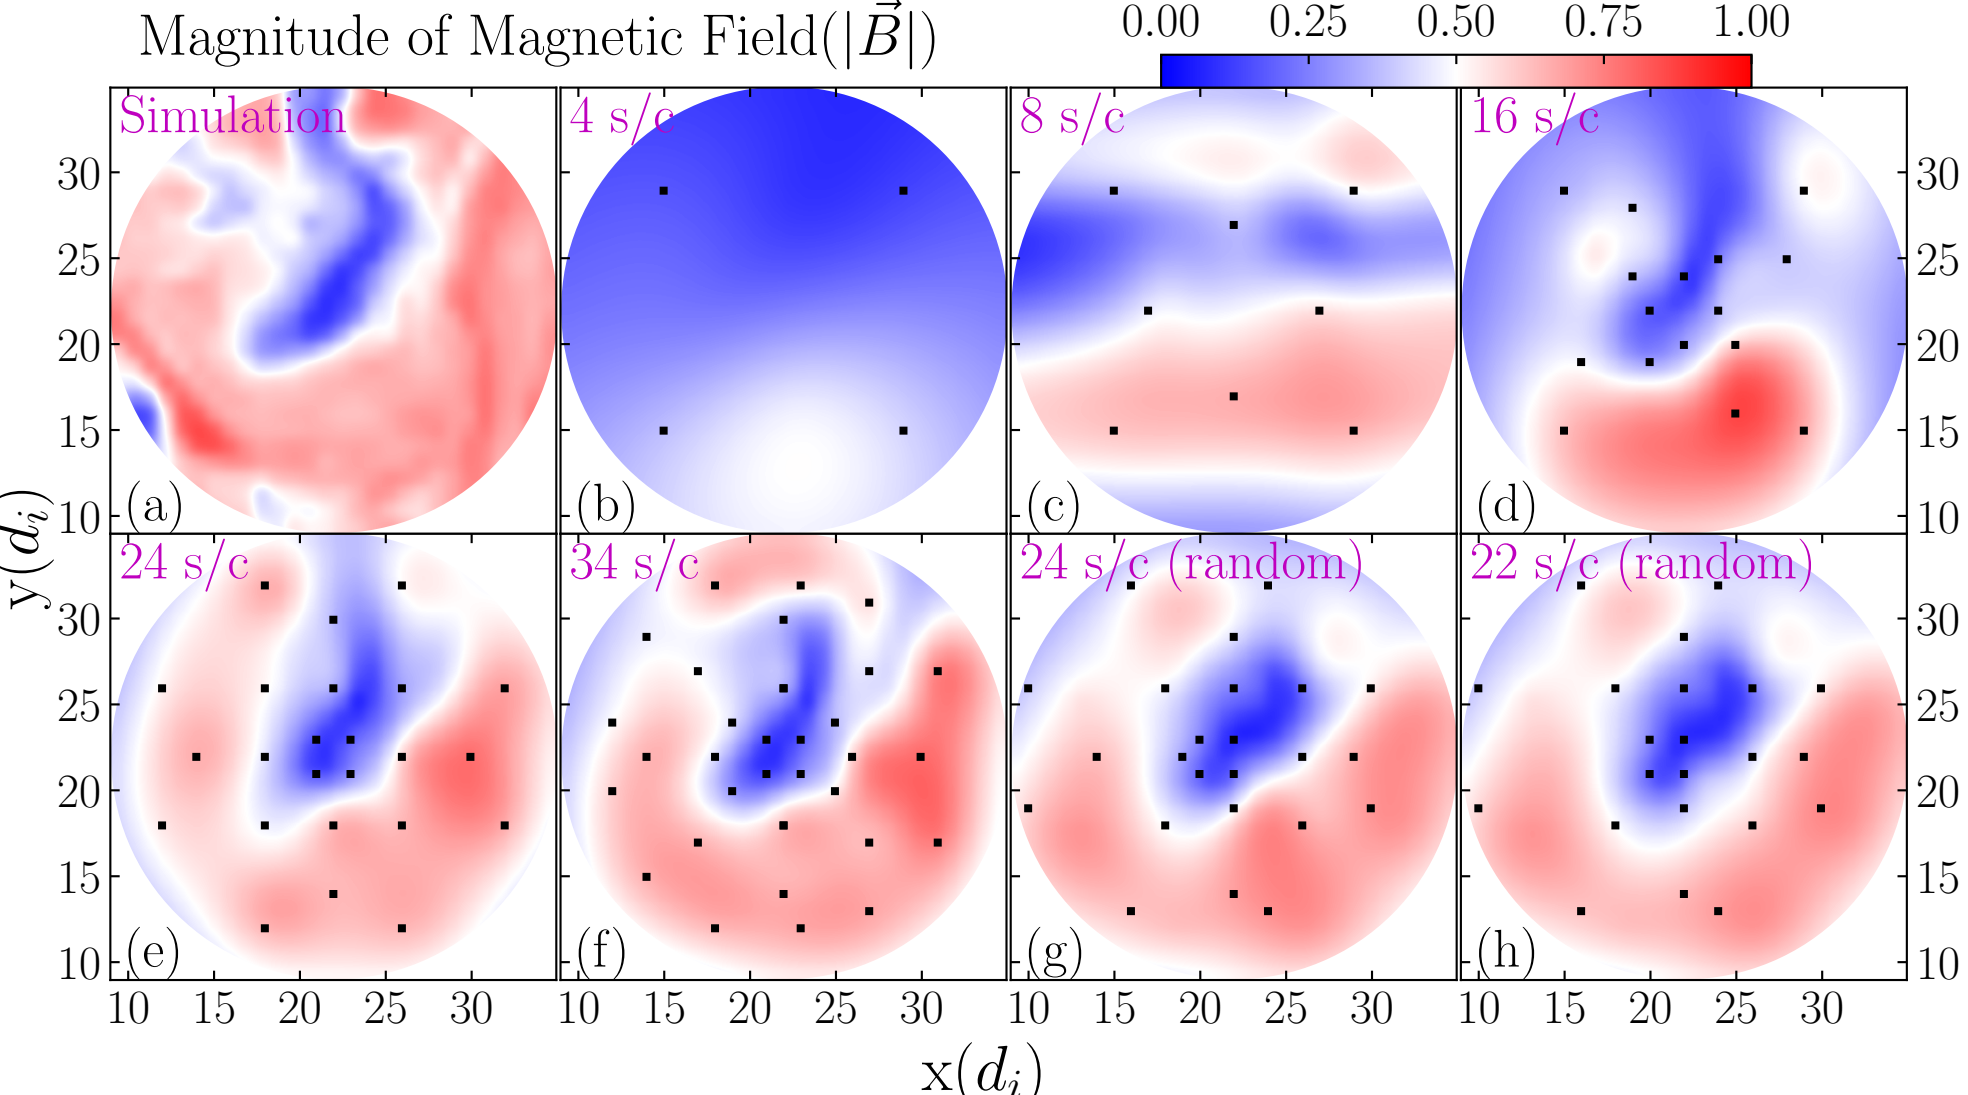 Magnitude of Magnetic Field(|B⃗|)
0.00 0.25 0.50 0.75 1.00
Simulation
4 s/c
8 s/c
16 s/c
30
25
20
15
10
30
25
20
15
10
(a)
(b)
(c)
(d)
24 s/c
34 s/c
24 s/c (random)
22 s/c (random)
y(d_i)
30
25
20
15
10
30
25
20
15
10
(e)
(f)
(g)
(h)
10 15 20 25 30
10 15 20 25 30
10 15 20 25 30
10 15 20 25 30
x(d_i)